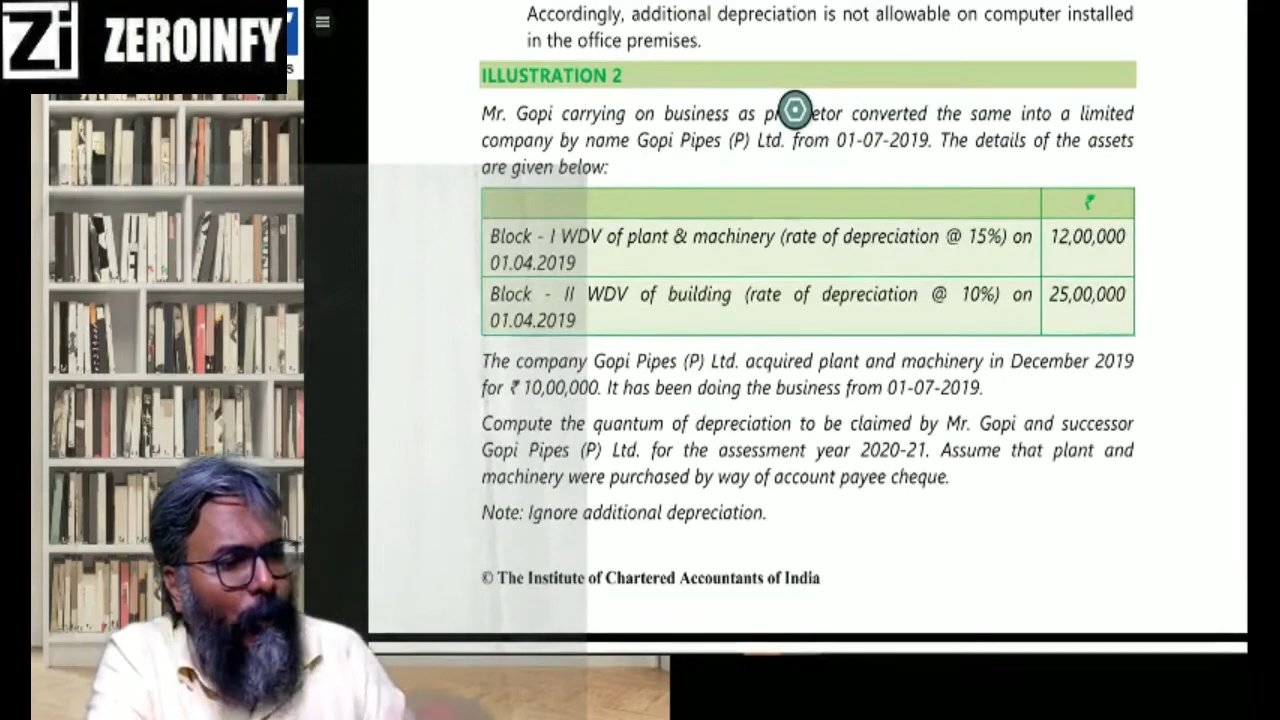 Zi ZEROINFY
s
Accordingly, additional depreciation is not allowable on computer installed
in the office premises.
ILLUSTRATION 2
Mr. Gopi carrying on business as converted the same into a limited
company by name Gopi Pipes (P) Ltd. from 01-07-2019. The details of the assets
are given below:
₹
Block - I WDV of plant & machinery (rate of depreciation @ 15%) on 12,00,000
01.04.2019
Block - II WDV of building (rate of depreciation @ 10%) on 25,00,000
01.04.2019
The company Gopi Pipes (P) Ltd. acquired plant and machinery in December 2019
for ₹ 10,00,000. It has been doing the business from 01-07-2019.
Compute the quantum of depreciation to be claimed by Mr. Gopi and successor
Gopi Pipes (P) Ltd. for the assessment year 2020-21. Assume that plant and
machinery were purchased by way of account payee cheque.
Note: Ignore additional depreciation.
© The Institute of Chartered Accountants of India